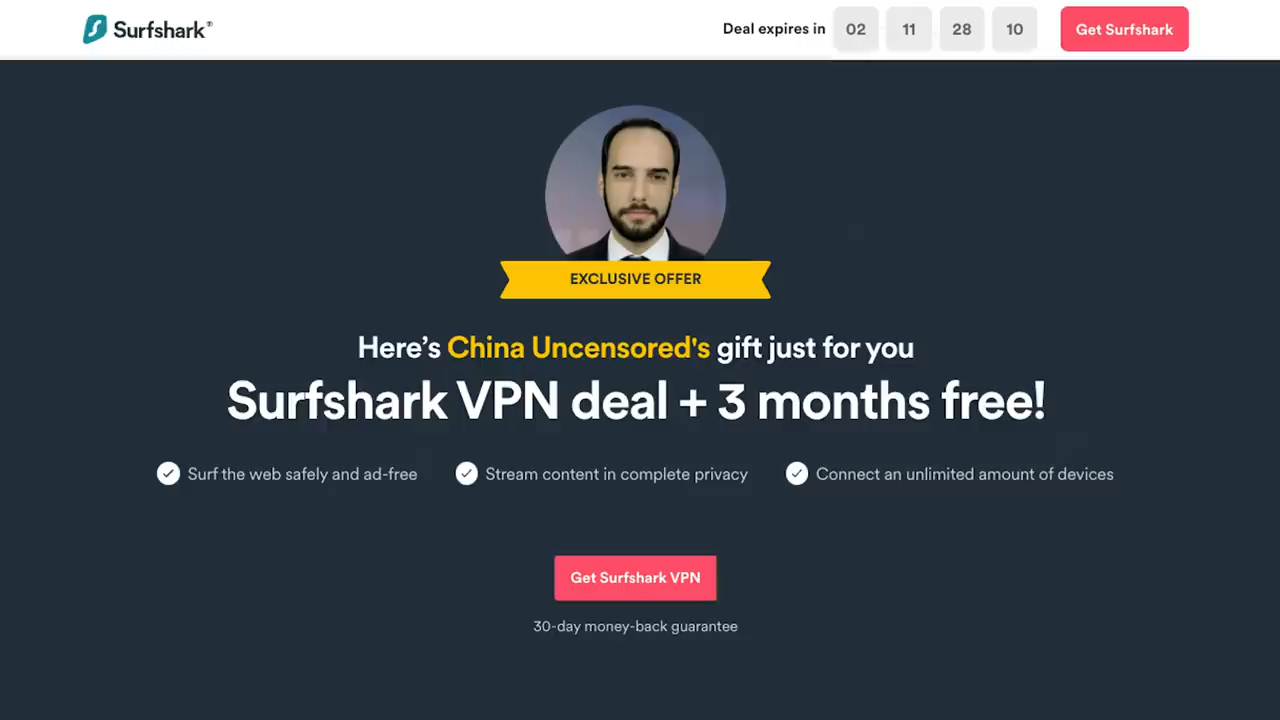 Surfshark®
Deal expires in 02 11 28 10
Get Surfshark
EXCLUSIVE OFFER
Here's China Uncensored's gift just for you
Surfshark VPN deal + 3 months free!
Surf the web safely and ad-free
Stream content in complete privacy
Connect an unlimited amount of devices
Get Surfshark VPN
30-day money-back guarantee